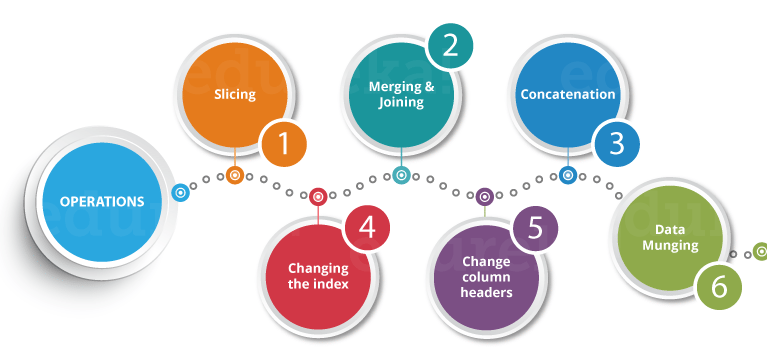 OPERATIONS
Slicing
1
Merging &
Joining
2
Concatenation
3
Changing
the index
4
Change
column
headers
5
Data
Munging
6